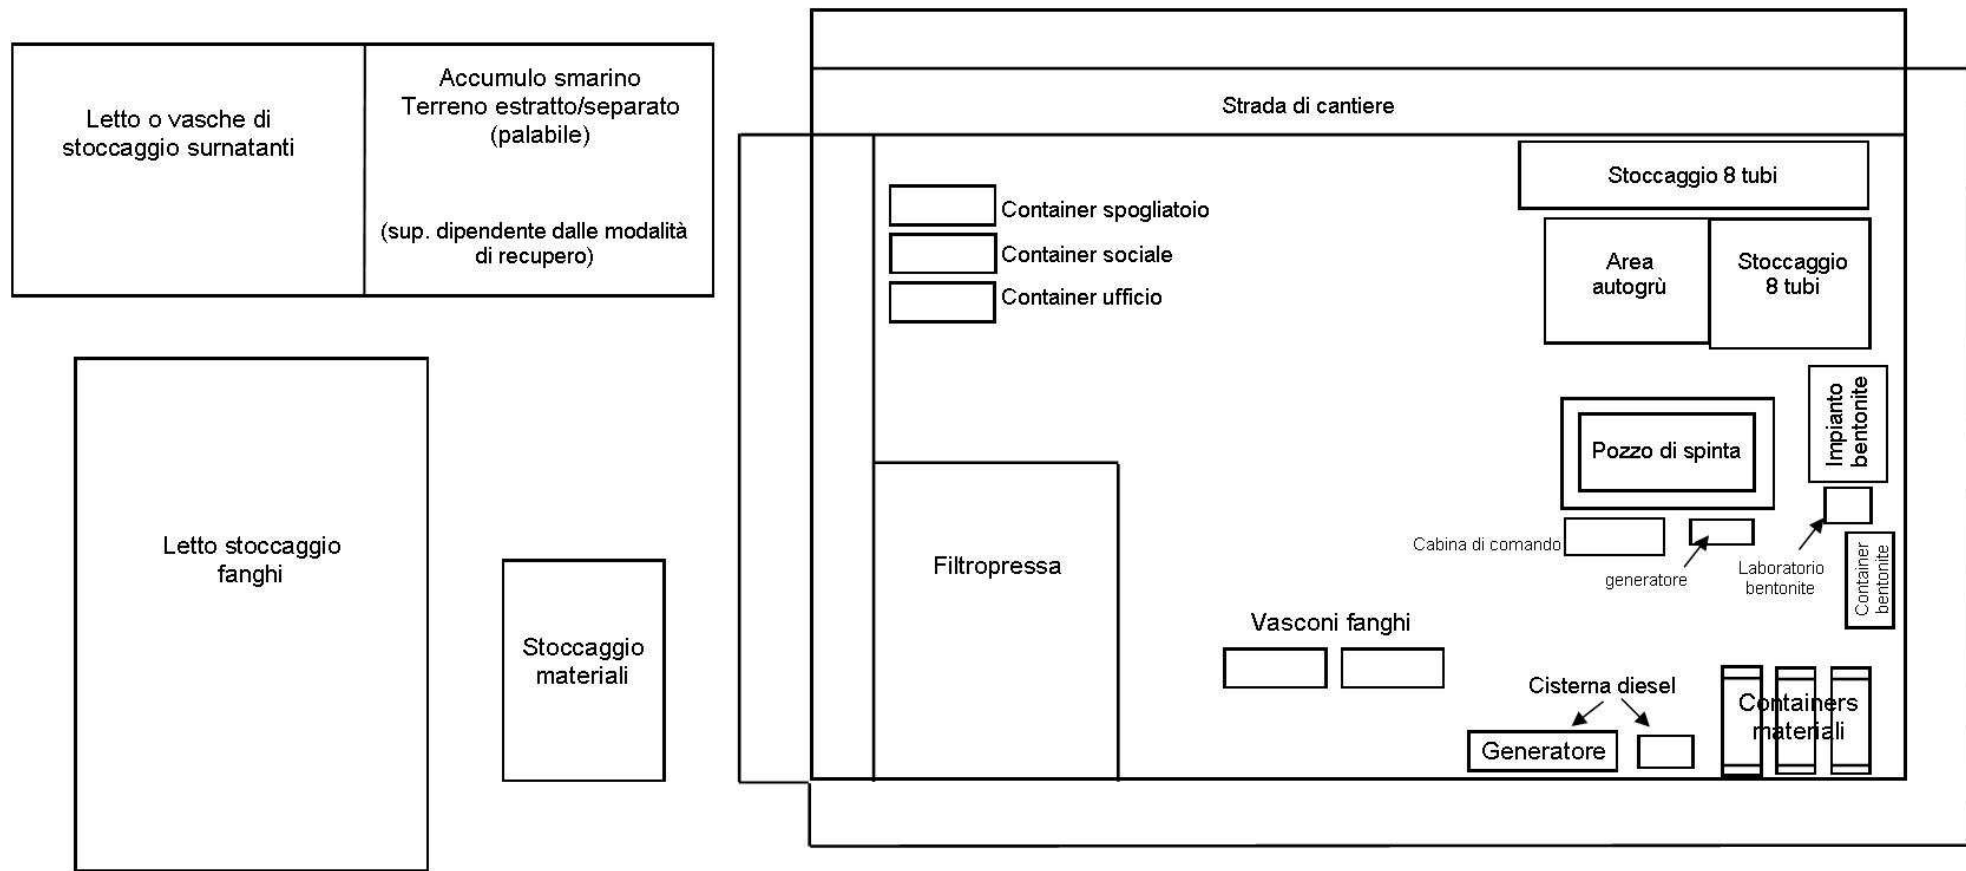 Letto o vasche di
stoccaggio surnatanti
Accumulo smarino
Terreno estratto/separato
(palabile)
(sup. dipendente dalle modalità
di recupero)
Strada di cantiere
Stoccaggio 8 tubi
Container spogliatoio
Container sociale
Container ufficio
Area
autogrù
Stoccaggio
8 tubi
Impianto
bentonite
Pozzo di spinta
Letto stoccaggio
fanghi
Filtropressa
Cabina di comando
generatore
Laboratorio
bentonite
Container
bentonite
Vasconi fanghi
Stoccaggio
materiali
Cisterna diesel
Generatore
Containers
materiali